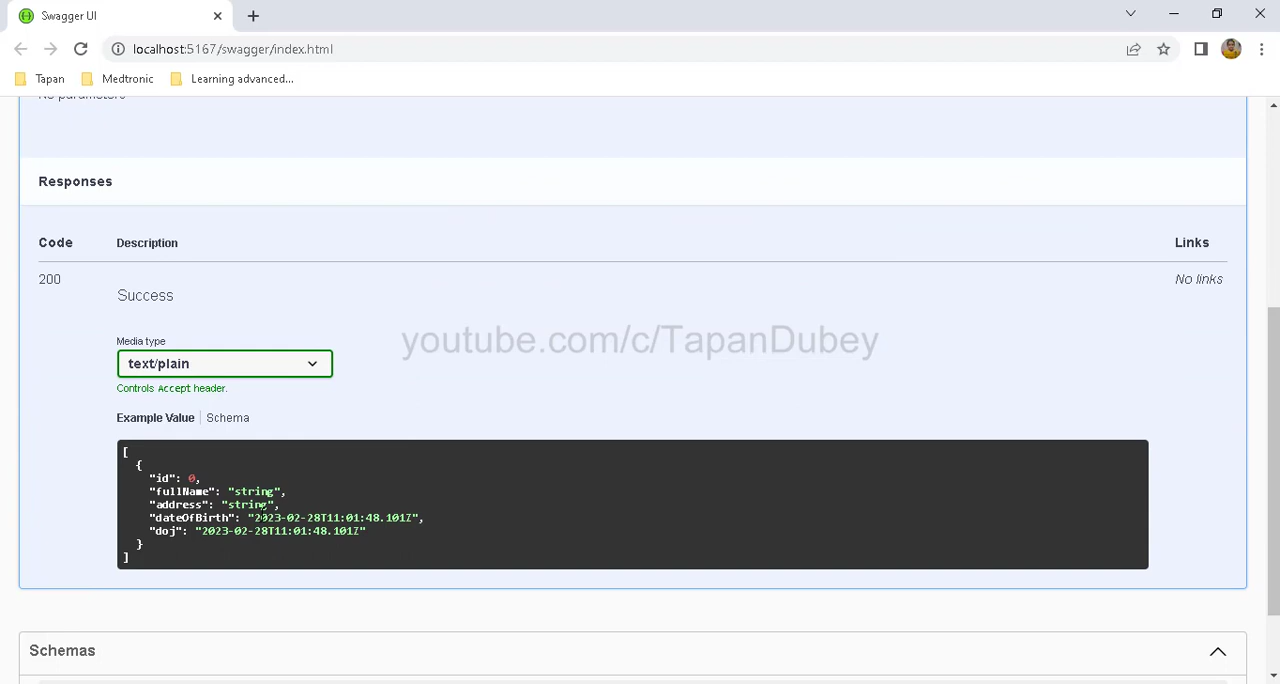 Swagger UI
localhost:5167/swagger/index.html
Tapan Medtronic Learning advanced...
No parameters
Responses
Code Description Links
200 Success No links
Media type
text/plain
Controls Accept header.
Example Value Schema
[
{
"id": 0,
"fullName": "string",
"address": "string",
"dateOfBirth": "2023-02-28T11:01:48.101Z",
"doj": "2023-02-28T11:01:48.101Z"
}
]
Schemas
youtube.com/c/TapanDubey